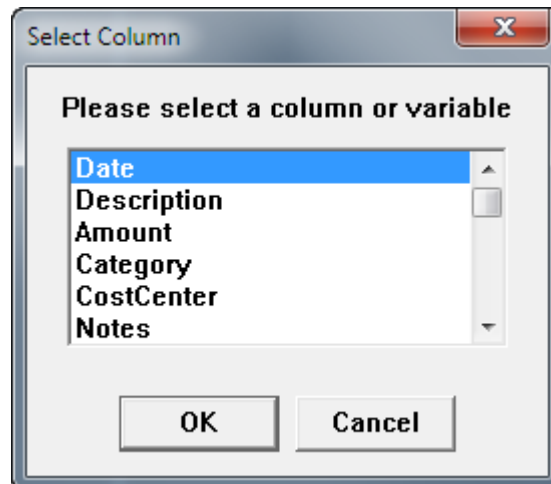 Select Column
Please select a column or variable
Date
Description
Amount
Category
CostCenter
Notes
OK Cancel